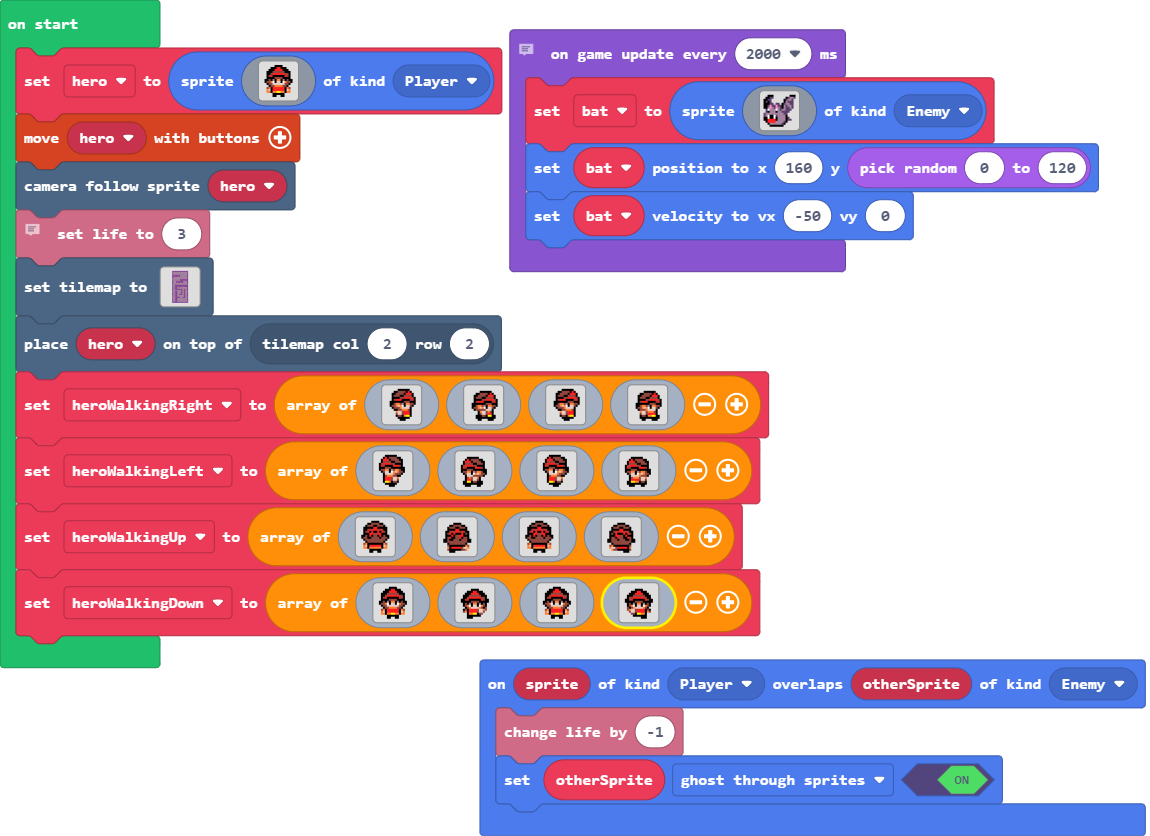 on start
set hero to sprite of kind Player
move hero with buttons
camera follow sprite hero
set life to 3
set tilemap to
place hero on top of tilemap col 2 row 2
set heroWalkingRight to array of
set heroWalkingLeft to array of
set heroWalkingUp to array of
set heroWalkingDown to array of
on game update every 2000 ms
set bat to sprite of kind Enemy
set bat position to x 160 y pick random 0 to 120
set bat velocity to vx -50 vy 0
on sprite of kind Player overlaps otherSprite of kind Enemy
change life by -1
set otherSprite ghost through sprites ON